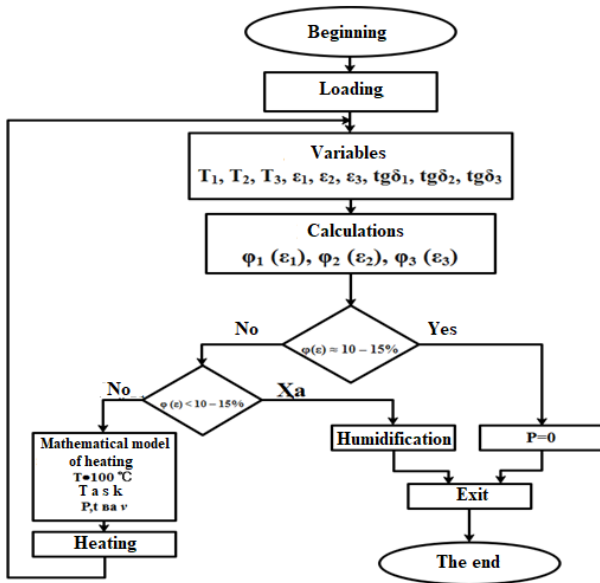 Beginning
Loading
Variables
T₁, T₂, T₃, ε₁, ε₂, ε₃, tgδ₁, tgδ₂, tgδ₃
Calculations
φ₁ (ε₁), φ₂ (ε₂), φ₃ (ε₃)
No
Yes
φ(ε) ≈ 10 – 15%
No
Xa
φ (ε) < 10 – 15%
Mathematical model
of heating
T•100 ℃
T a s k
P,t ва v
Humidification
P=0
Exit
Heating
The end